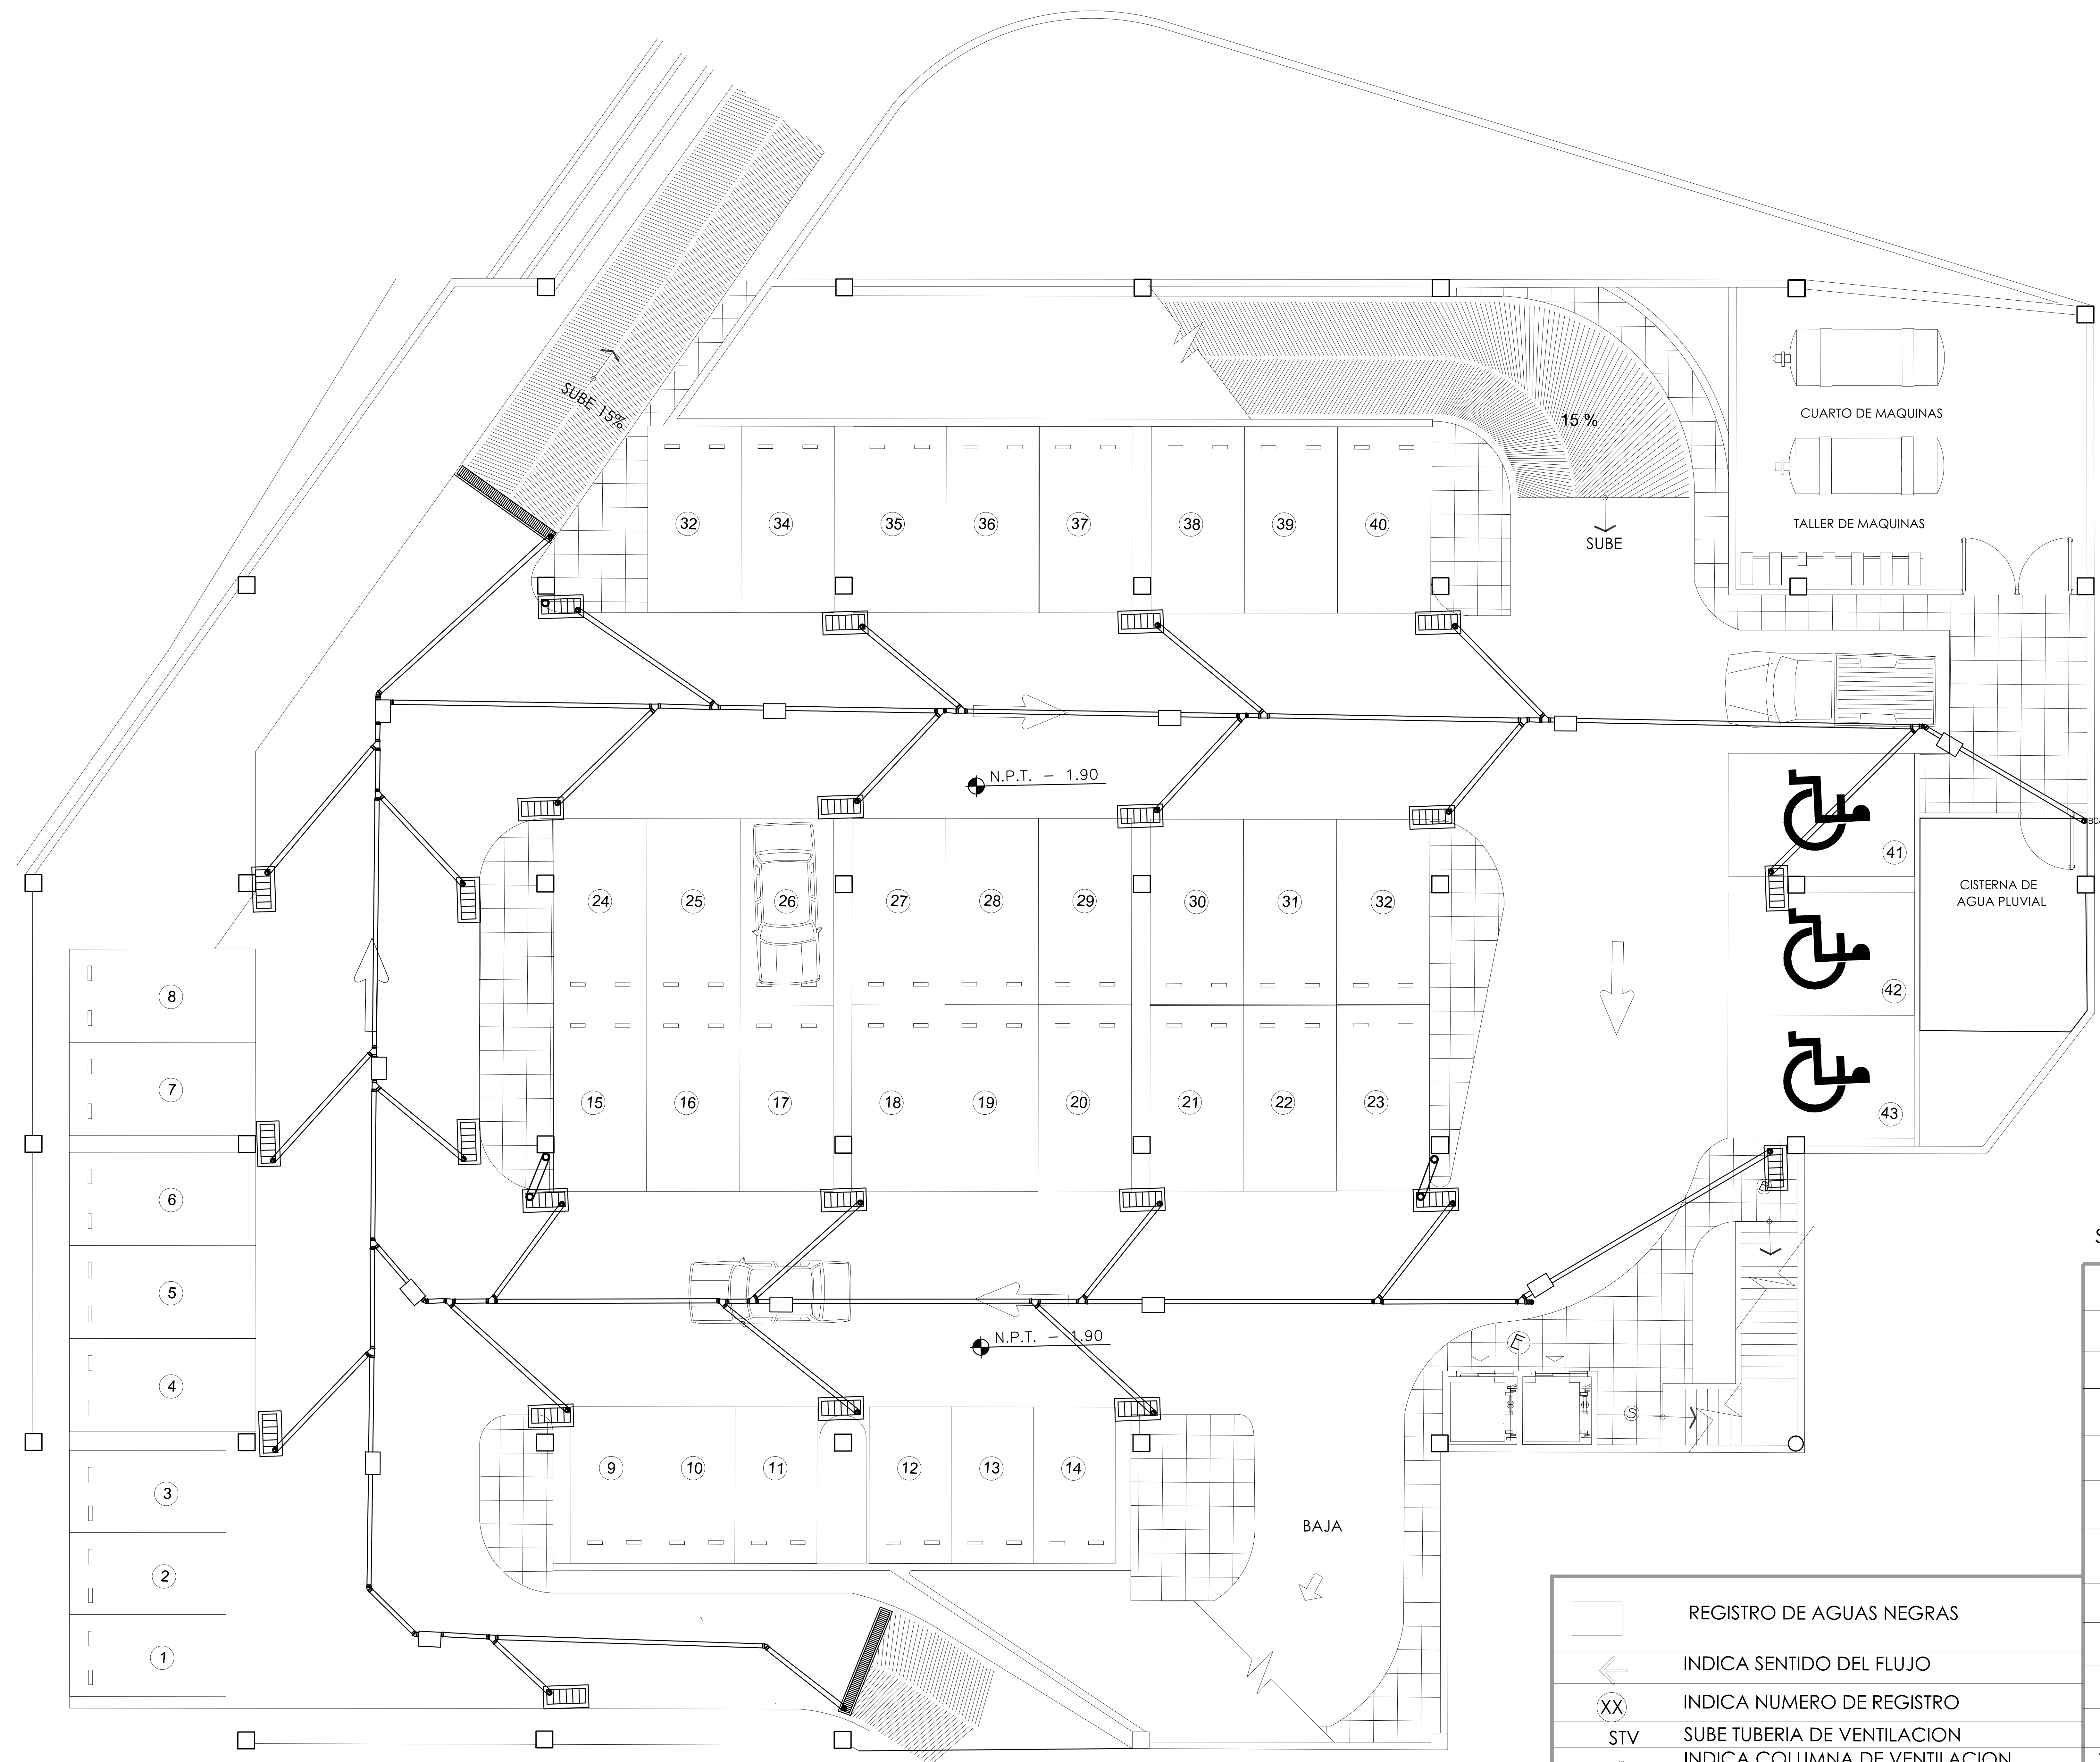 SUBE 15%
15 %
SUBE
CUARTO DE MAQUINAS
TALLER DE MAQUINAS
32
34
35
36
37
38
39
40
N.P.T. - 1.90
24
25
26
27
28
29
30
31
32
41
42
43
CISTERNA DE
AGUA PLUVIAL
8
7
6
5
4
3
2
1
15
16
17
18
19
20
21
22
23
N.P.T. - 1.90
E
S
9
10
11
12
13
14
BAJA
REGISTRO DE AGUAS NEGRAS
INDICA SENTIDO DEL FLUJO
XX INDICA NUMERO DE REGISTRO
STV SUBE TUBERIA DE VENTILACION
INDICA COLUMNA DE VENTILACION